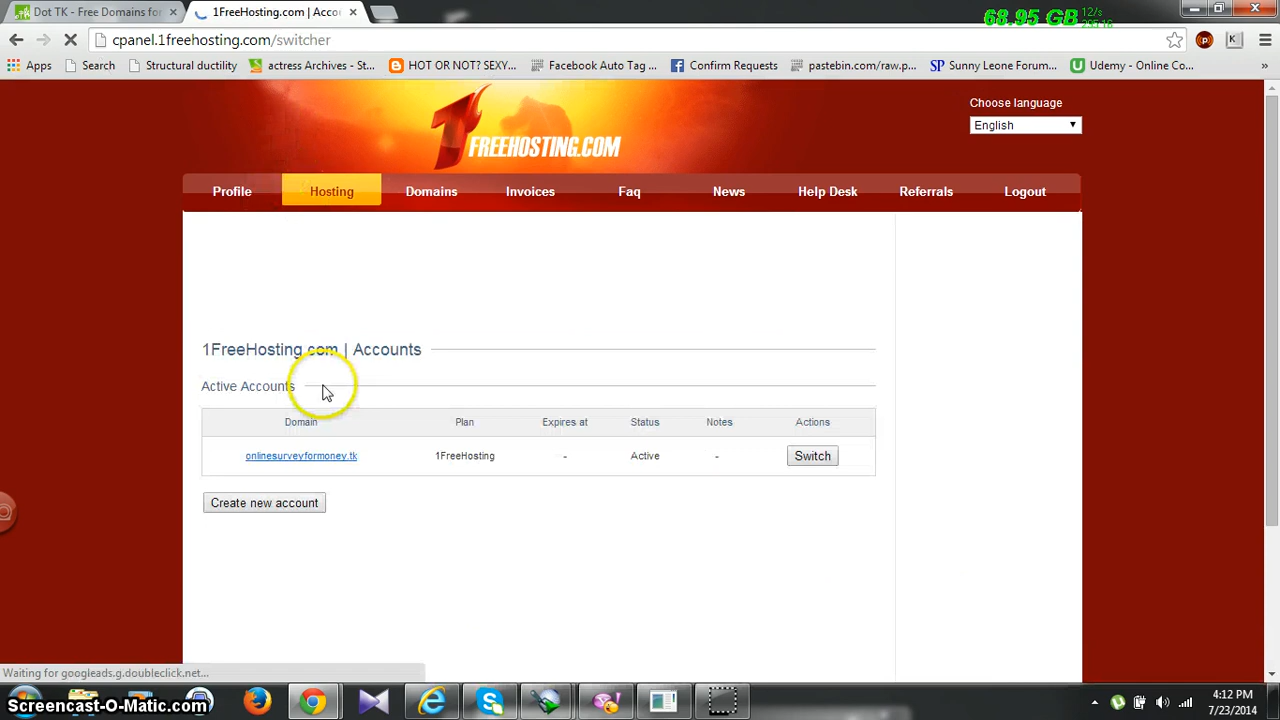 Dot TK - Free Domains for
1FreeHosting.com | Acco
68.95 GB
12/s
cpanel.1freehosting.com/switcher
Apps
Search
Structural ductility
actress Archives - St...
HOT OR NOT? SEXY...
Facebook Auto Tag ...
Confirm Requests
pastebin.com/raw.p...
SP Sunny Leone Forum...
Udemy - Online Co...
»
Choose language
English
1FREEHOSTING.COM
Profile
Hosting
Domains
Invoices
Faq
News
Help Desk
Referrals
Logout
1FreeHosting.com | Accounts
Active Accounts
Domain Plan Expires at Status Notes Actions
onlinesurveyformoney.tk 1FreeHosting - Active - Switch
Create new account
Waiting for googleads.g.doubleclick.net...
Screencast-O-Matic.com
4:12 PM
7/23/2014